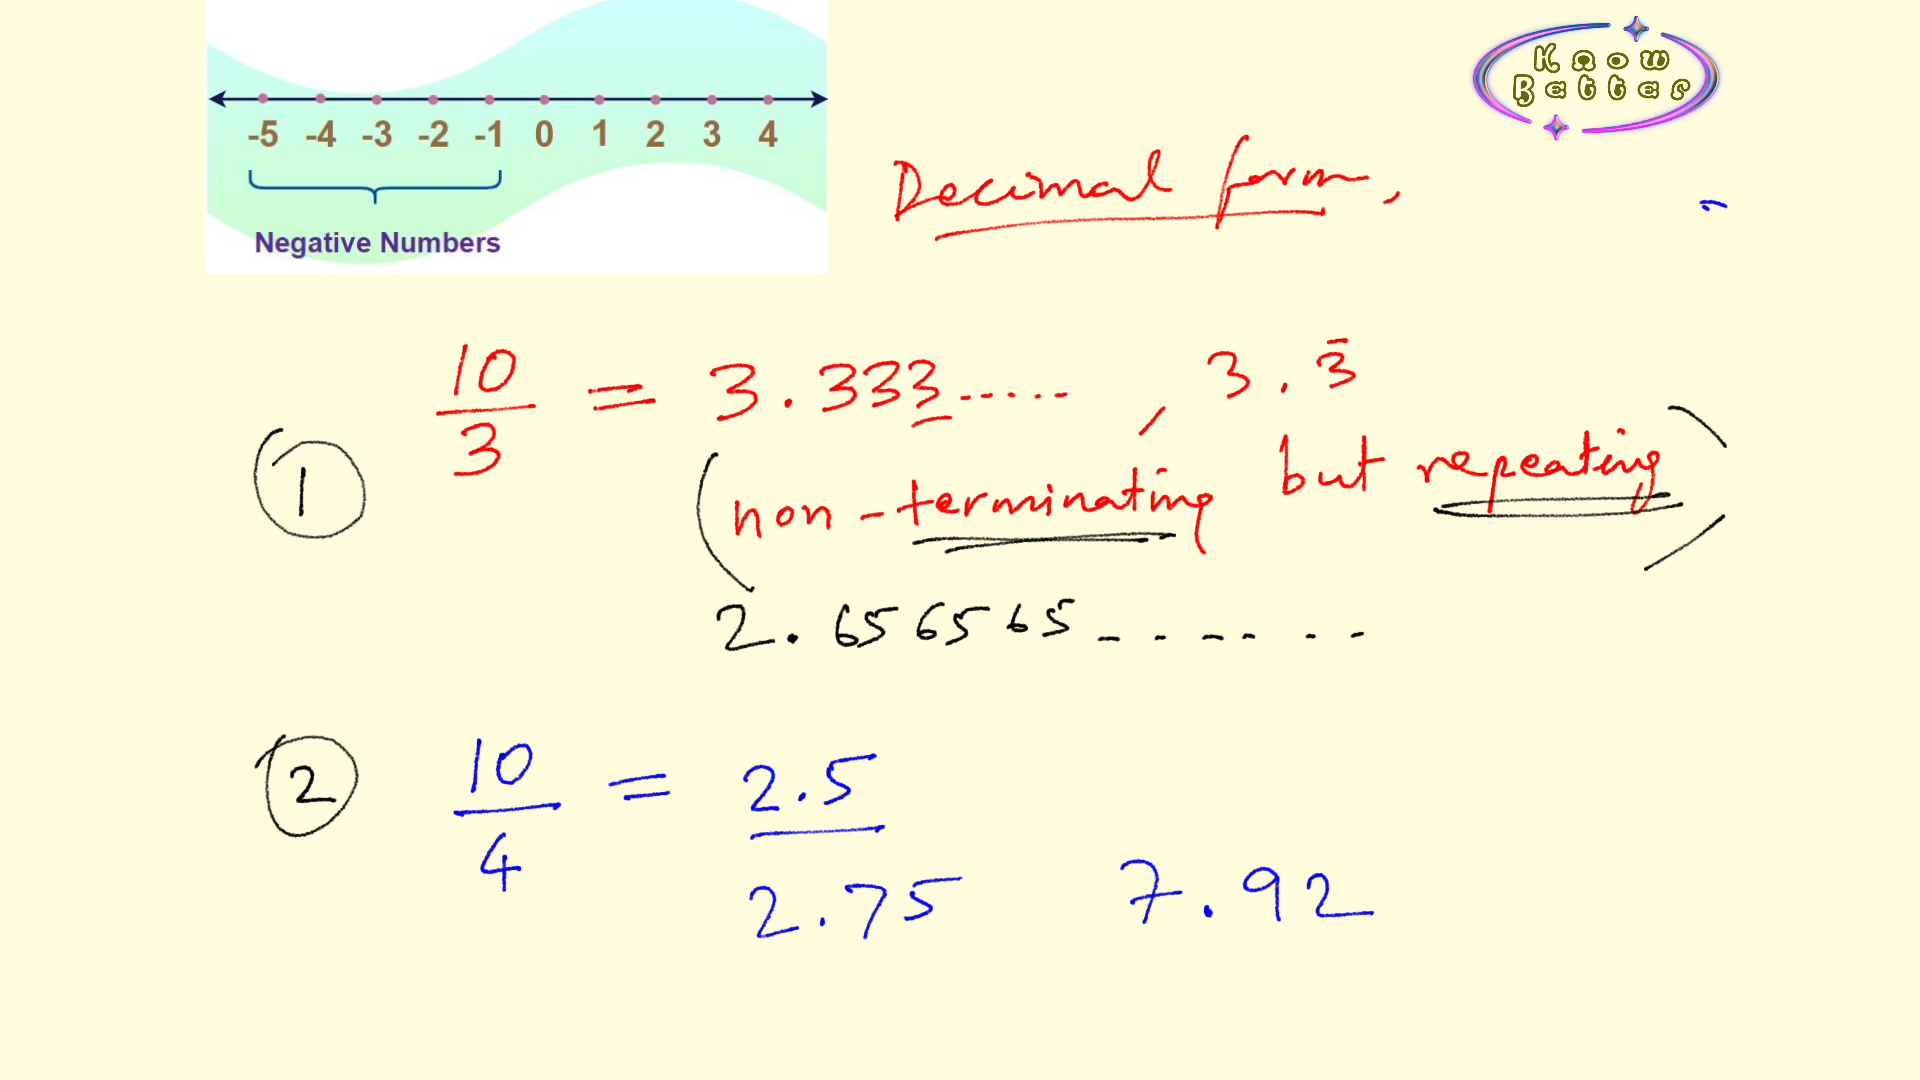 Know
Better
-5 -4 -3 -2 -1 0 1 2 3 4
Negative Numbers
Decimal form,
10/3 = 3.333..... , 3.3̄
1
(non-terminating but repeating)
2.656565......
2
10/4 = 2.5
2.75 7.92